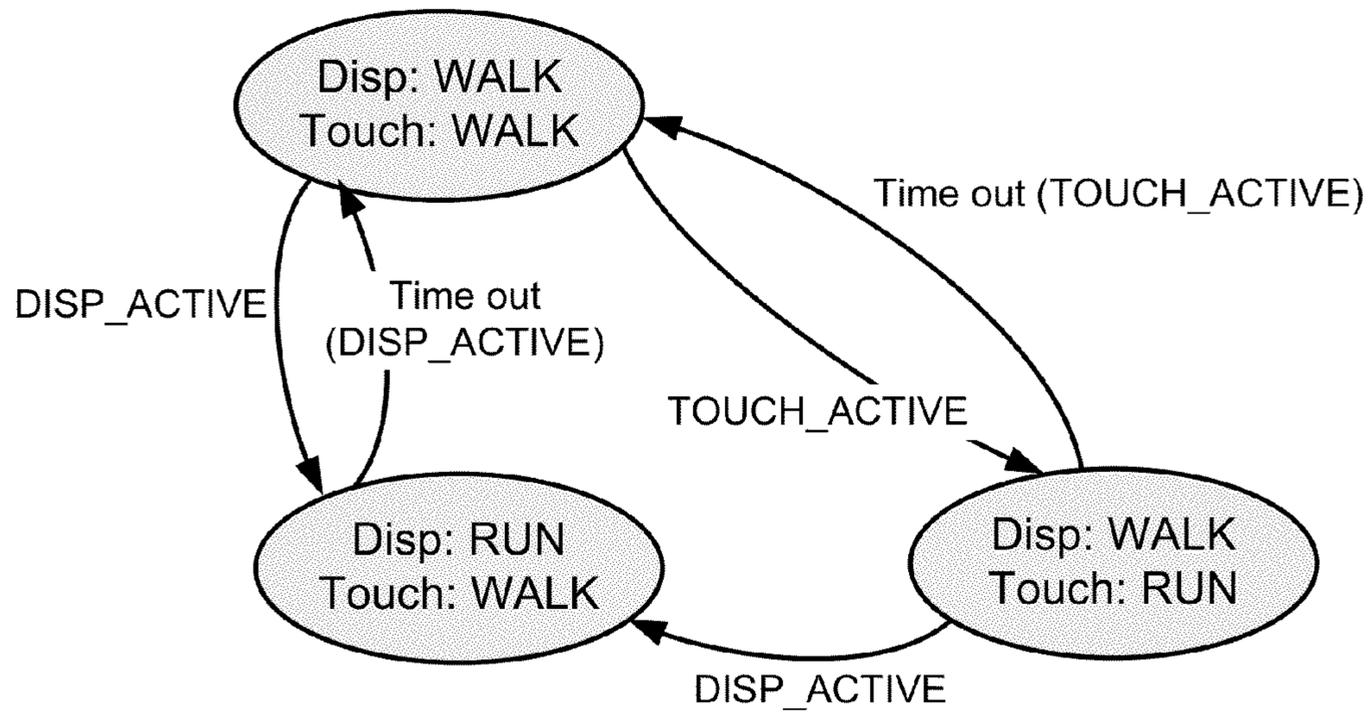 Disp: WALK
Touch: WALK
Time out (TOUCH_ACTIVE)
DISP_ACTIVE
Time out
(DISP_ACTIVE)
TOUCH_ACTIVE
Disp: RUN
Touch: WALK
Disp: WALK
Touch: RUN
DISP_ACTIVE